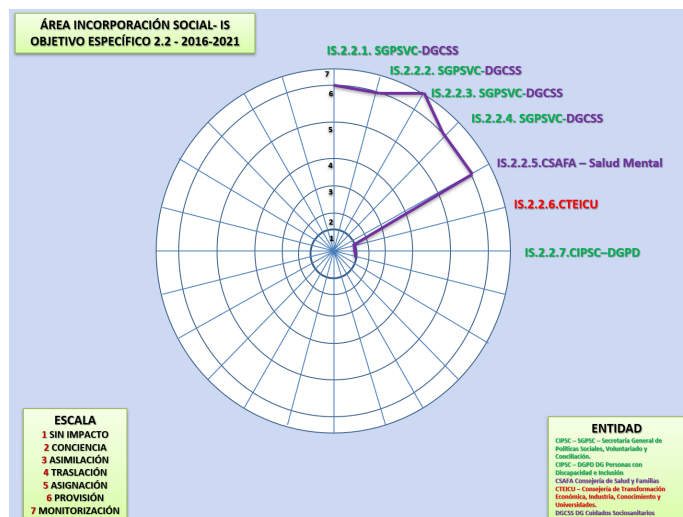 ÁREA INCORPORACIÓN SOCIAL- IS
OBJETIVO ESPECÍFICO 2.2 - 2016-2021
IS.2.2.1. SGPSVC-DGCSS
IS.2.2.2. SGPSVC-DGCSS
IS.2.2.3. SGPSVC-DGCSS
IS.2.2.4. SGPSVC-DGCSS
IS.2.2.5.CSAFA – Salud Mental
IS.2.2.6.CTEICU
IS.2.2.7.CIPSC–DGPD
7
6
5
4
3
2
1
ESCALA
1 SIN IMPACTO
2 CONCIENCIA
3 ASIMILACIÓN
4 TRASLACIÓN
5 ASIGNACIÓN
6 PROVISIÓN
7 MONITORIZACIÓN
ENTIDAD
CIPSC – SGPSC – Secretaría General de
Políticas Sociales, Voluntariado y
Conciliación.
CIPSC – DGPD DG Personas con
Discapacidad e Inclusión
CSAFA Consejería de Salud y Familias
CTEICU – Consejería de Transformación
Económica, Industria, Conocimiento y
Universidades.
DGCSS DG Cuidados Sociosanitarios